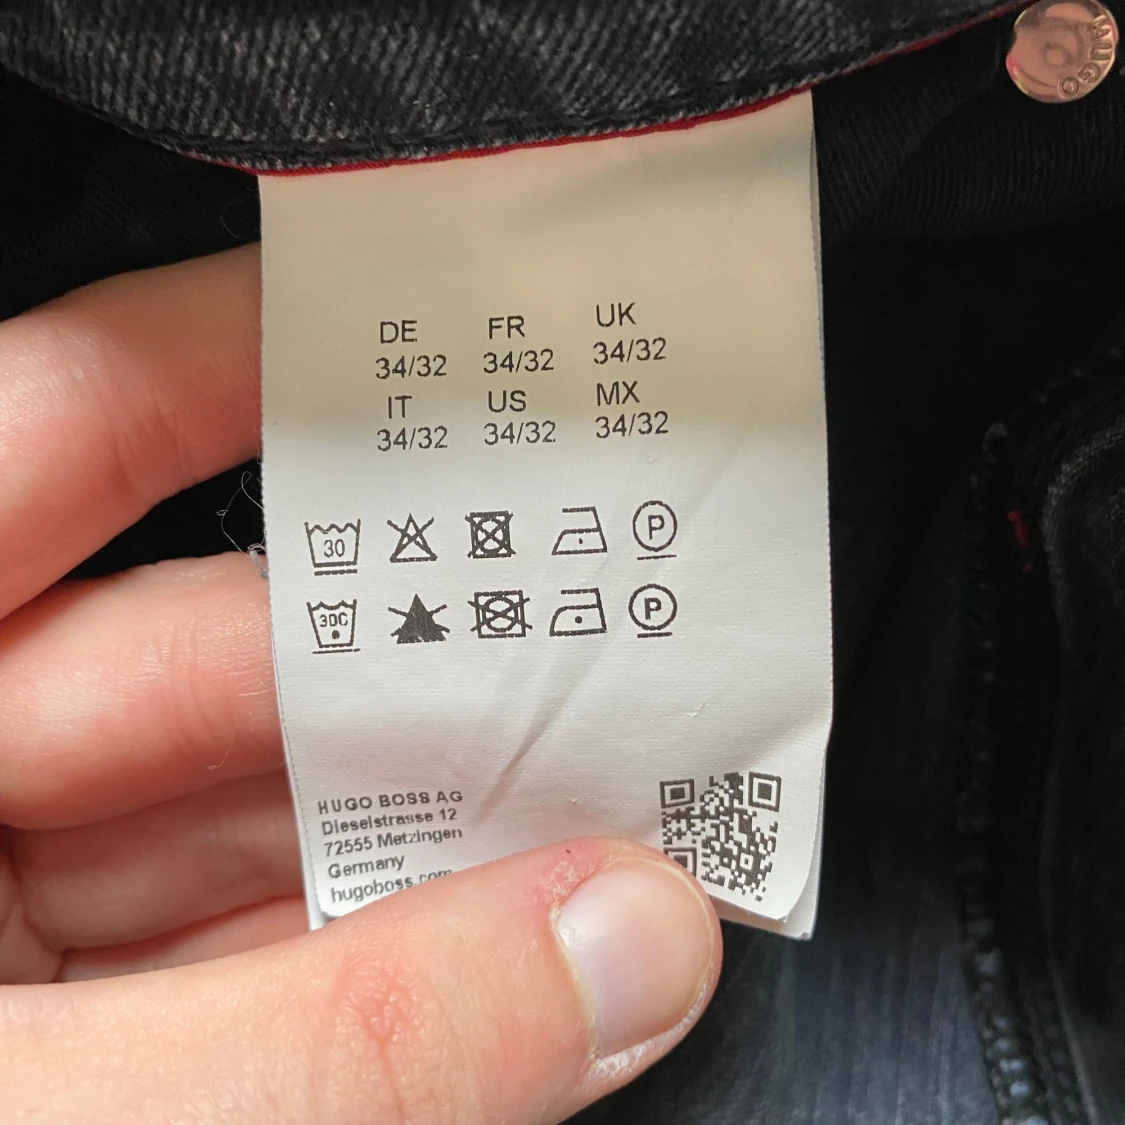 HUGO
DE FR UK
34/32 34/32 34/32
IT US MX
34/32 34/32 34/32
30 P
30C P
HUGO BOSS AG
Dieselstrasse 12
72555 Metzingen
Germany
hugoboss.com